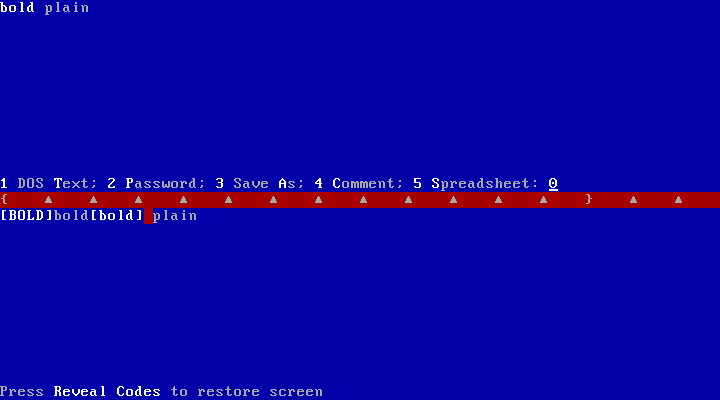 bold plain
1 DOS Text; 2 Password; 3 Save As; 4 Comment; 5 Spreadsheet: 0
{ ▲ ▲ ▲ ▲ ▲ ▲ ▲ ▲ ▲ ▲ ▲ ▲ } ▲ ▲
[BOLD]bold[bold] plain
Press Reveal Codes to restore screen